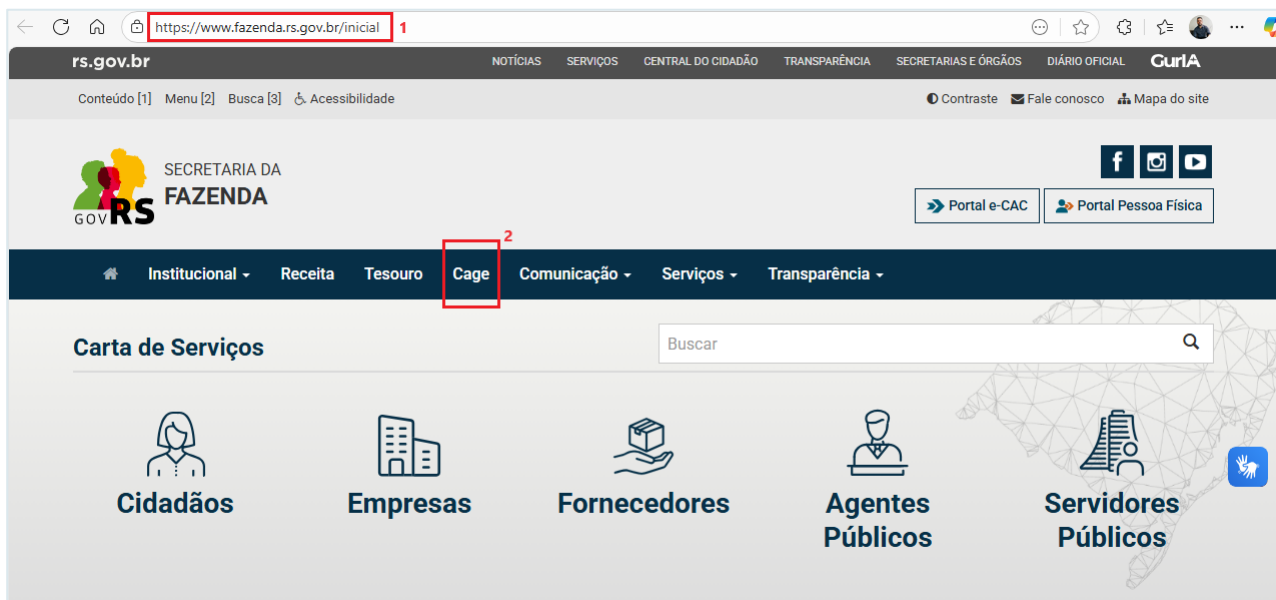 https://www.fazenda.rs.gov.br/inicial 1
rs.gov.br NOTÍCIAS SERVIÇOS CENTRAL DO CIDADÃO TRANSPARÊNCIA SECRETARIAS E ÓRGÃOS DIÁRIO OFICIAL GurIA
Conteúdo [1] Menu [2] Busca [3] Acessibilidade Contraste Fale conosco Mapa do site
SECRETARIA DA
FAZENDA
GOV RS
Portal e-CAC Portal Pessoa Física
2
Institucional Receita Tesouro Cage Comunicação Serviços Transparência
Carta de Serviços Buscar
Cidadãos Empresas Fornecedores Agentes Servidores
Públicos Públicos